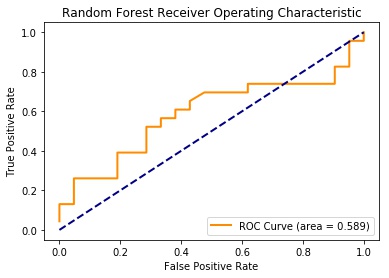 Random Forest Receiver Operating Characteristic
1.0
0.8
0.6
0.4
0.2
0.0
True Positive Rate
ROC Curve (area = 0.589)
0.0 0.2 0.4 0.6 0.8 1.0
False Positive Rate